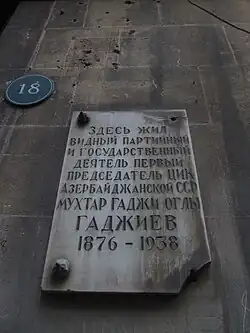 18
ЗДЕСЬ ЖИЛ
ВИДНЫЙ ПАРТИЙНЫЙ
И ГОСУДАРСТВЕННЫЙ
ДЕЯТЕЛЬ ПЕРВЫЙ
ПРЕДСЕДАТЕЛЬ ЦИК
АЗЕРБАЙДЖАНСКОЙ ССР
МУХТАР ГАДЖИ ОГЛЫ
ГАДЖИЕВ
1876 - 1938